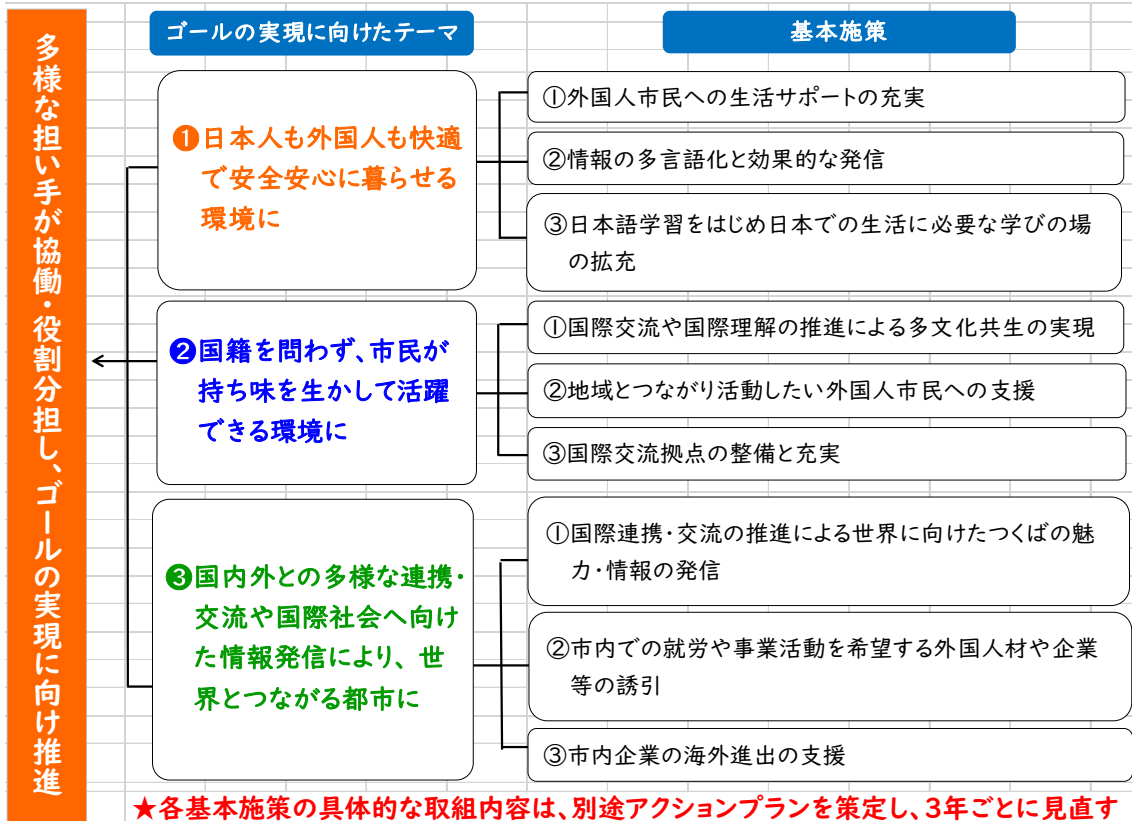 多様な担い手が協働・役割分担し、ゴールの実現に向け推進
ゴールの実現に向けたテーマ
基本施策
❶日本人も外国人も快適
で安全安心に暮らせる
環境に
①外国人市民への生活サポートの充実
②情報の多言語化と効果的な発信
③日本語学習をはじめ日本での生活に必要な学びの場
の拡充
❷国籍を問わず、市民が
持ち味を生かして活躍
できる環境に
①国際交流や国際理解の推進による多文化共生の実現
②地域とつながり活動したい外国人市民への支援
③国際交流拠点の整備と充実
❸国内外との多様な連携・
交流や国際社会へ向け
た情報発信により、世
界とつながる都市に
①国際連携・交流の推進による世界に向けたつくばの魅
力・情報の発信
②市内での就労や事業活動を希望する外国人材や企業
等の誘引
③市内企業の海外進出の支援
★各基本施策の具体的な取組内容は、別途アクションプランを策定し、3年ごとに見直す